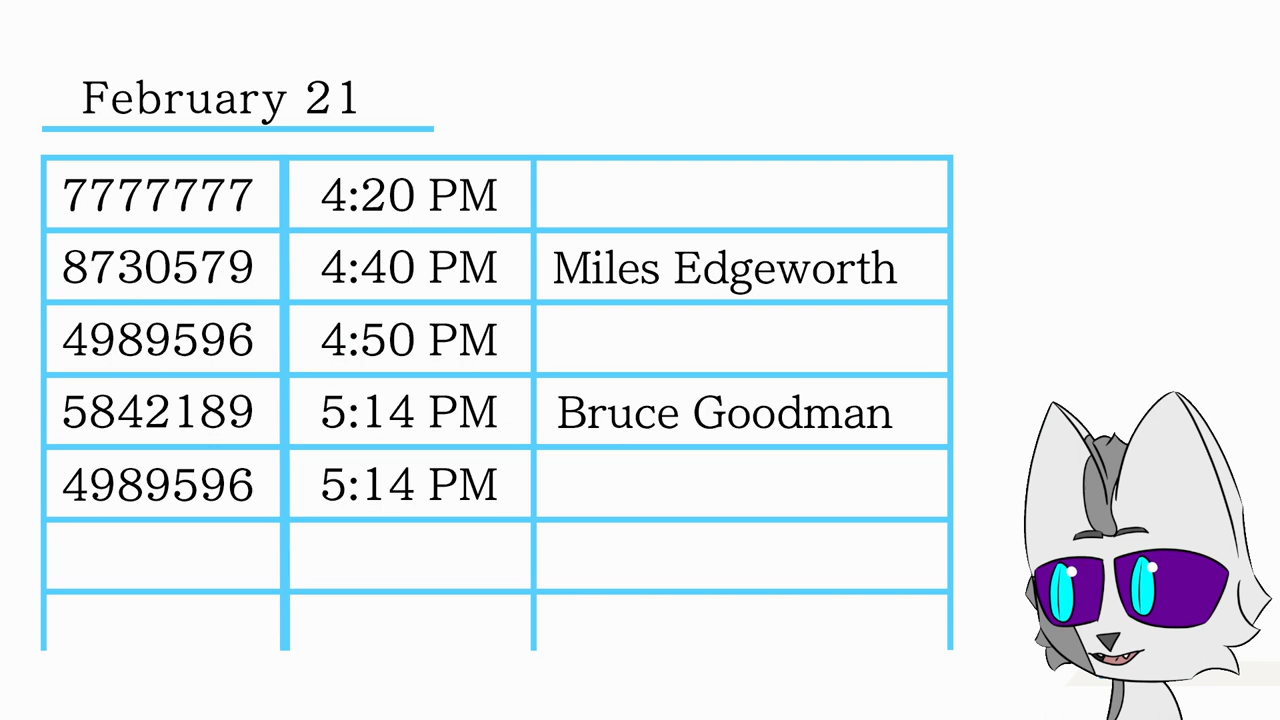 February 21
7777777 4:20 PM
8730579 4:40 PM Miles Edgeworth
4989596 4:50 PM
5842189 5:14 PM Bruce Goodman
4989596 5:14 PM